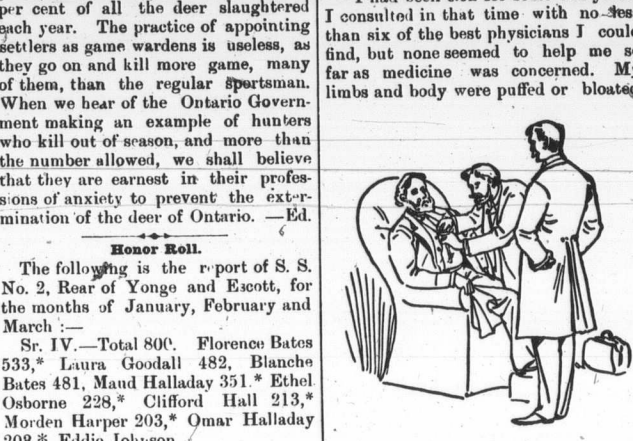 per cent of all the deer slaughtered
each year. The practice of appointing
settlers as game wardens is useless, as
they go on and kill more game, many
of them, than the regular sportsman.
When we hear of the Ontario Govern-
ment making an example of hunters
who kill out of season, and more than
the number allowed, we shall believe
that they are earnest in their profes-
sions of anxiety to prevent the exter-
mination of the deer of Ontario. —Ed.
Honor Roll.
The following is the report of S. S.
No. 2, Rear of Yonge and Escott, for
the months of January, February and
March :—
Sr. IV.—Total 800. Florence Bates
533,* Laura Goodall 482, Blanche
Bates 481, Maud Halladay 351.* Ethel
Osborne 228,* Clifford Hall 213,*
Morden Harper 203,* Omar Halladay
Eddie Johnson
I consulted in that time with no less
than six of the best physicians I coul
find, but none seemed to help me s
far as medicine was concerned. M
limbs and body were puffed or bloate